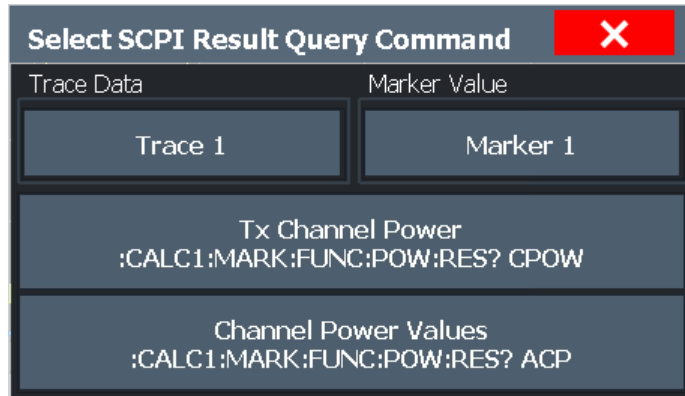 Select SCPI Result Query Command
Trace Data
Marker Value
Trace 1
Marker 1
Tx Channel Power
:CALC1:MARK:FUNC:POW:RES? CPOW
Channel Power Values
:CALC1:MARK:FUNC:POW:RES? ACP